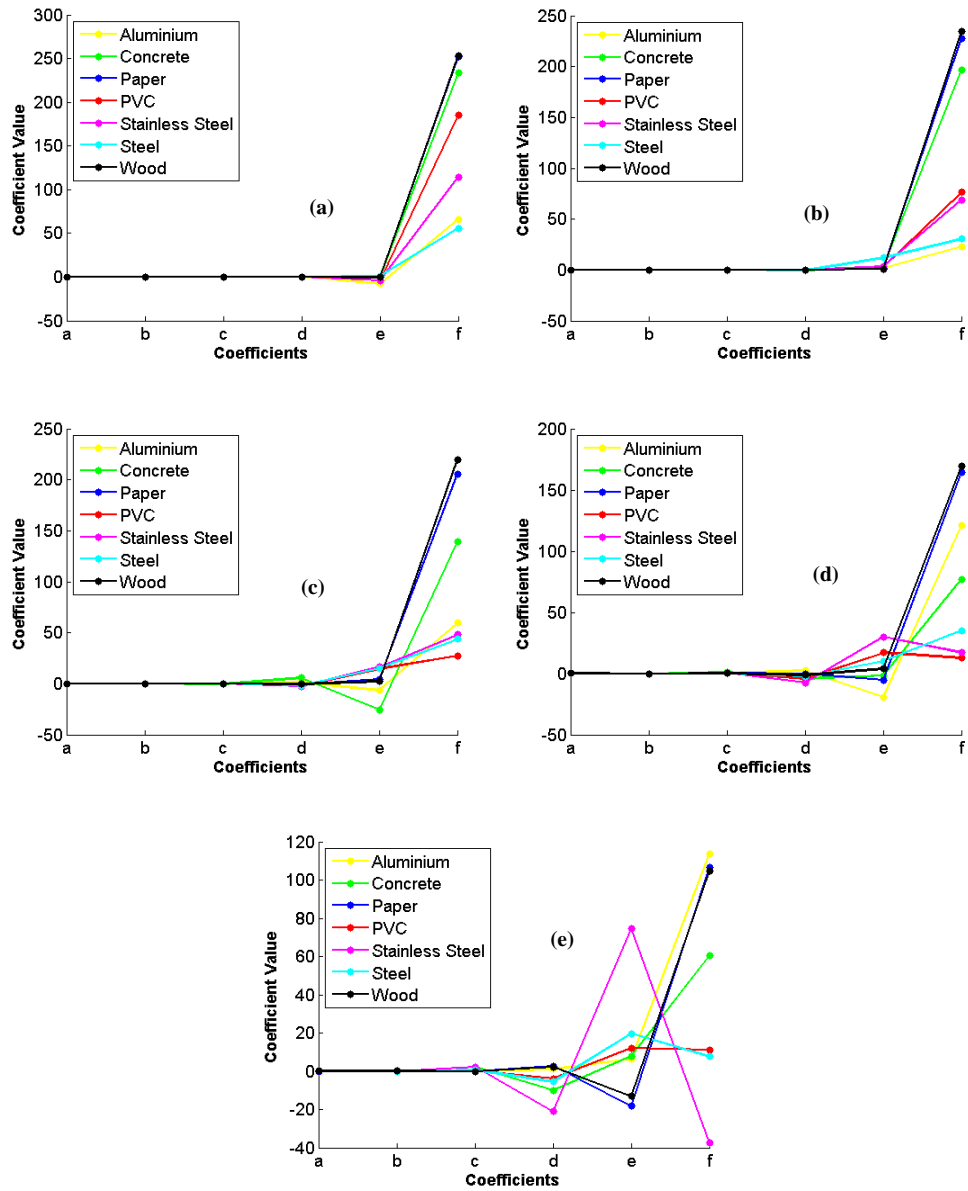 300
250
200
150
100
50
0
-50
Coefficient Value
Aluminium
Concrete
Paper
PVC
Stainless Steel
Steel
Wood
(a)
a b c d e f
Coefficients
250
200
150
100
50
0
-50
Coefficient Value
Aluminium
Concrete
Paper
PVC
Stainless Steel
Steel
Wood
(b)
a b c d e f
Coefficients
250
200
150
100
50
0
-50
Coefficient Value
Aluminium
Concrete
Paper
PVC
Stainless Steel
Steel
Wood
(c)
a b c d e f
Coefficients
200
150
100
50
0
-50
Coefficient Value
Aluminium
Concrete
Paper
PVC
Stainless Steel
Steel
Wood
(d)
a b c d e f
Coefficients
120
100
80
60
40
20
0
-20
-40
Coefficient Value
Aluminium
Concrete
Paper
PVC
Stainless Steel
Steel
Wood
(e)
a b c d e f
Coefficients